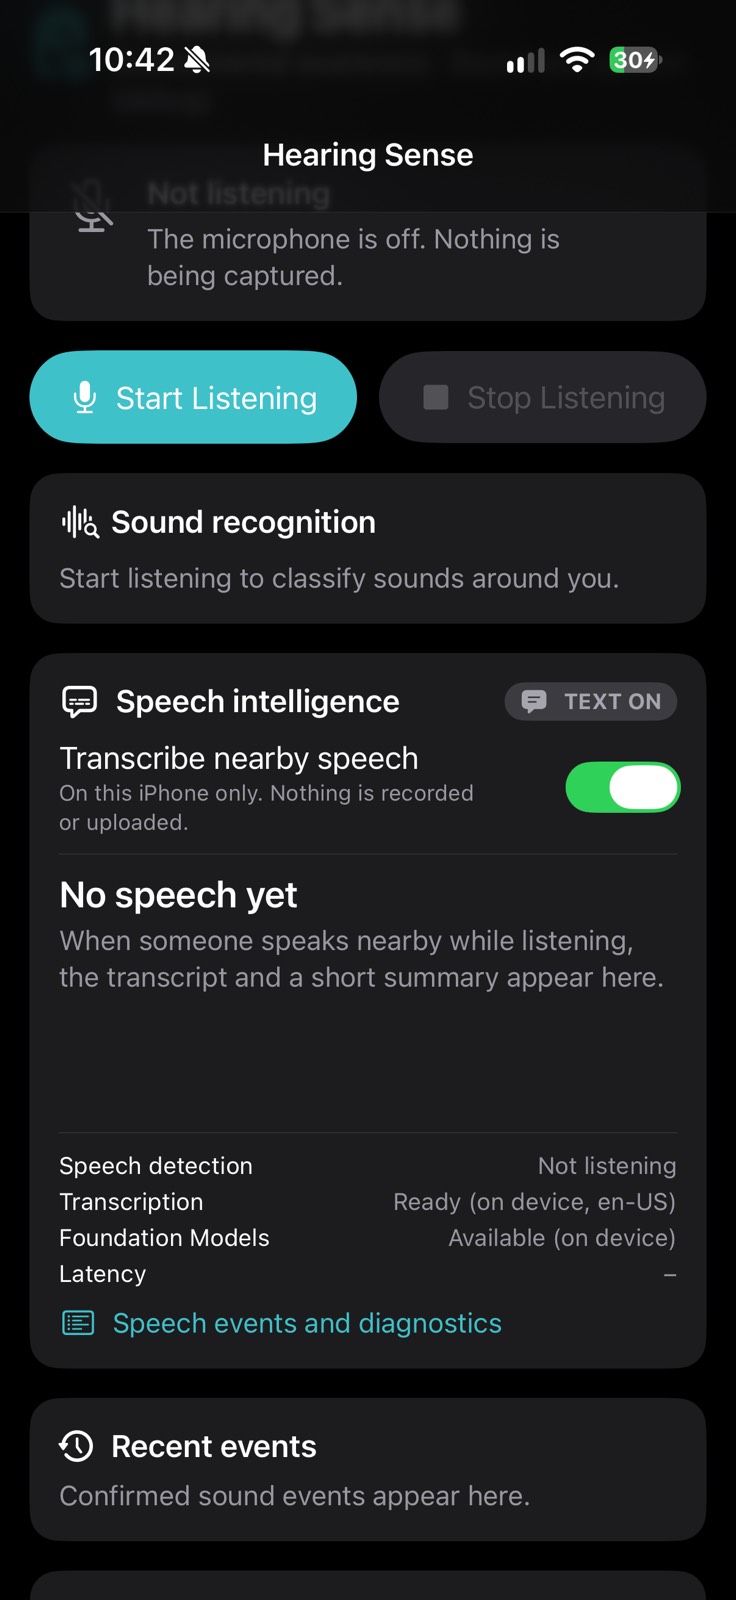 Hearing Sense
10:42
30
Hearing Sense
Not listening
The microphone is off. Nothing is
being captured.
Start Listening
Stop Listening
Sound recognition
Start listening to classify sounds around you.
Speech intelligence
TEXT ON
Transcribe nearby speech
On this iPhone only. Nothing is recorded
or uploaded.
No speech yet
When someone speaks nearby while listening,
the transcript and a short summary appear here.
Speech detection Not listening
Transcription Ready (on device, en-US)
Foundation Models Available (on device)
Latency –
Speech events and diagnostics
Recent events
Confirmed sound events appear here.